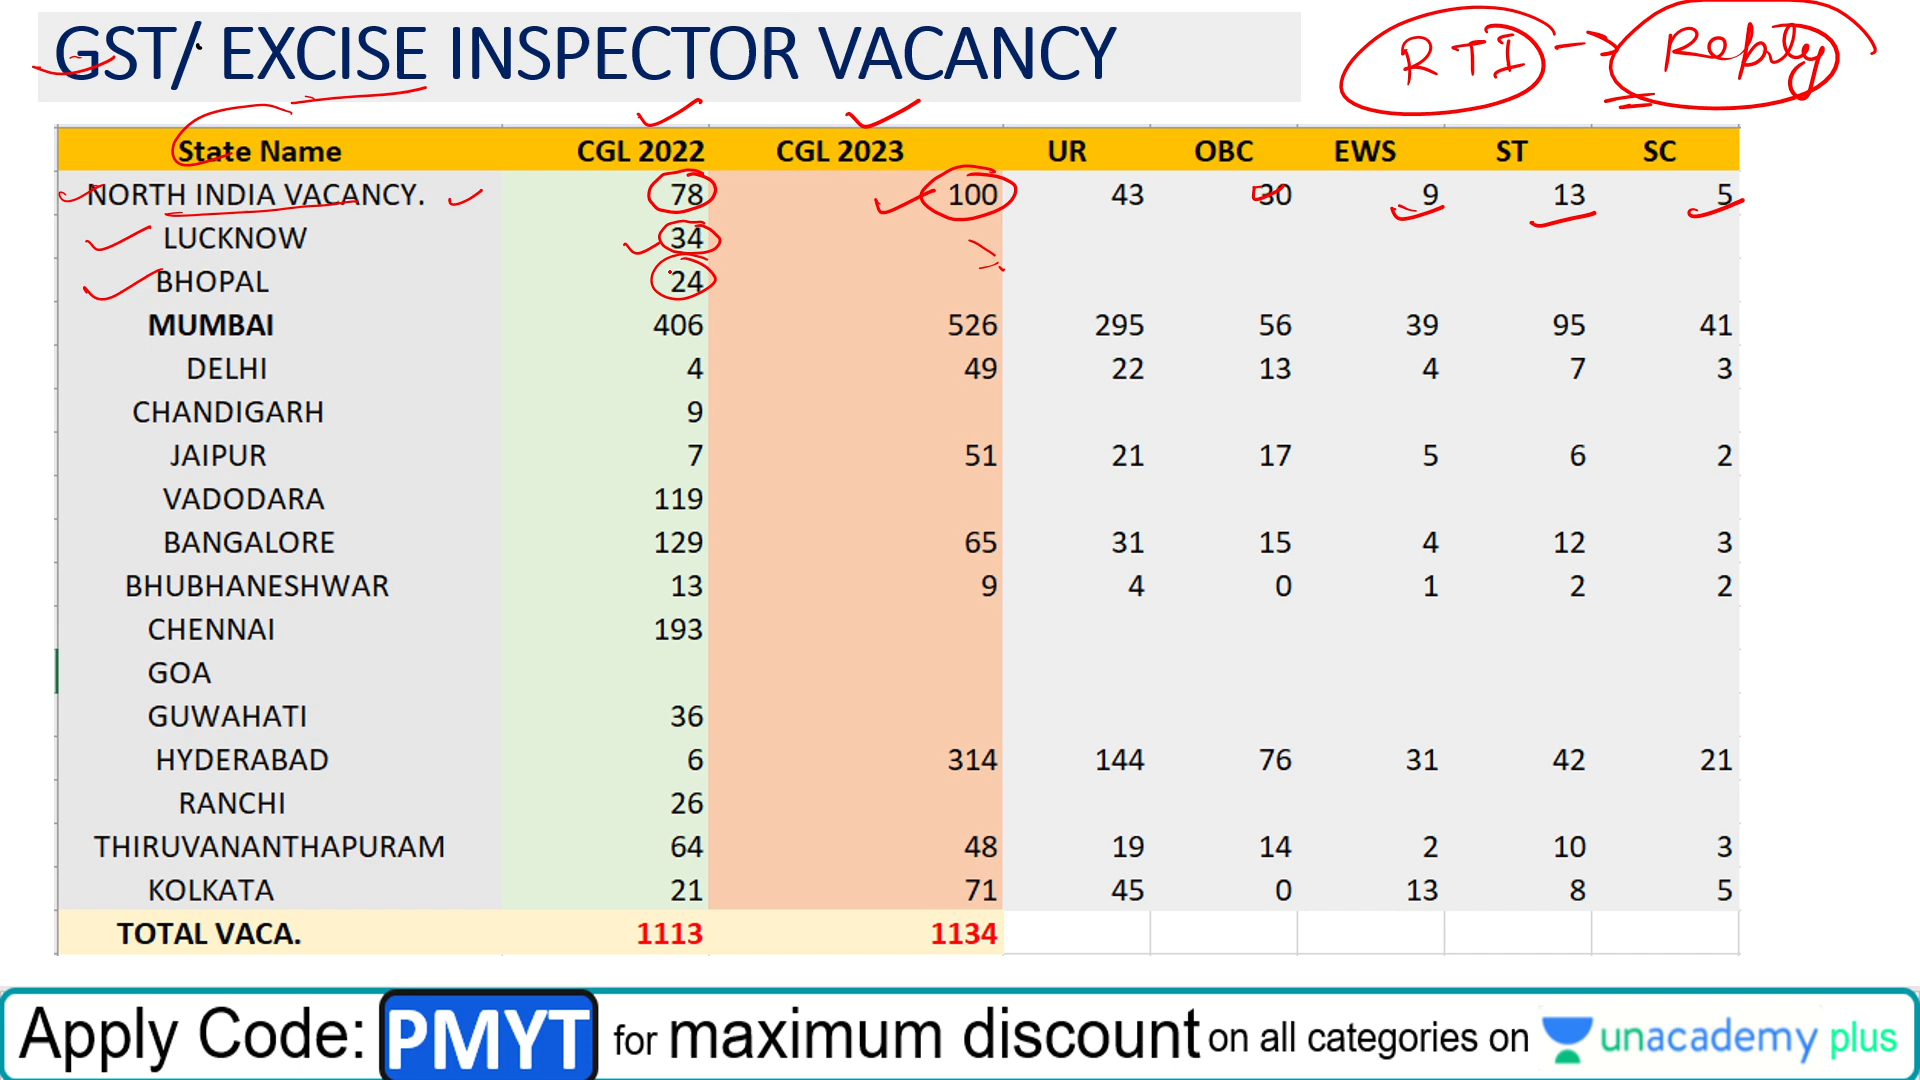 GST/ EXCISE INSPECTOR VACANCY
RTI → Reply
State Name CGL 2022 CGL 2023 UR OBC EWS ST SC
NORTH INDIA VACANCY. 78 100 43 30 9 13 5
LUCKNOW 34
BHOPAL 24
MUMBAI 406 526 295 56 39 95 41
DELHI 4 49 22 13 4 7 3
CHANDIGARH 9
JAIPUR 7 51 21 17 5 6 2
VADODARA 119
BANGALORE 129 65 31 15 4 12 3
BHUBHANESHWAR 13 9 4 0 1 2 2
CHENNAI 193
GOA
GUWAHATI 36
HYDERABAD 6 314 144 76 31 42 21
RANCHI 26
THIRUVANANTHAPURAM 64 48 19 14 2 10 3
KOLKATA 21 71 45 0 13 8 5
TOTAL VACA. 1113 1134
Apply Code: PMYT for maximum discount on all categories on unacademy plus